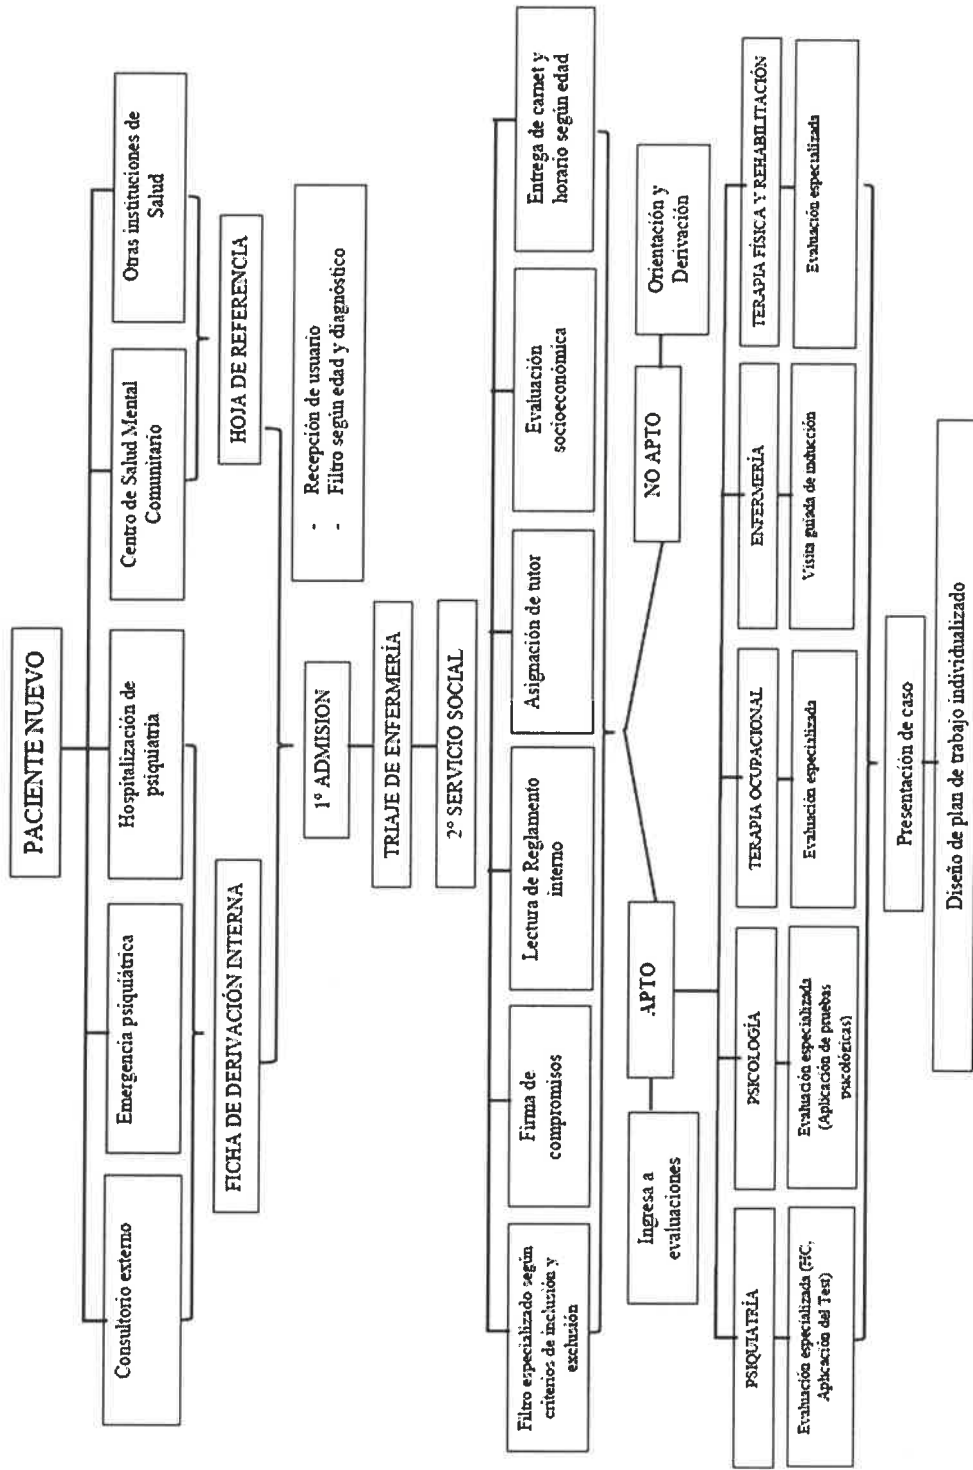 PACIENTE NUEVO
Consultorio externo
Emergencia psiquiátrica
Hospitalización de
psiquiatria
Centro de Salud Mental
Comunitario
Otras instituciones de
Salud
FICHA DE DERIVACIÓN INTERNA
HOJA DE REFERENCIA
1° ADMISION
- Recepción de usuario
- Filtro según edad y diagnóstico
TRIAJE DE ENFERMERÍA
2° SERVICIO SOCIAL
Filtro especializado según
criterios de inclusión y
exclusión
Firma de
compromisos
Lectura de Reglamento
interno
Asignación de tutor
Evaluación
socioeconómica
Entrega de carnet y
horario según edad
Ingresa a
evaluaciones
APTO
NO APTO
Orientación y
Derivación
PSIQUIATRÍA
PSICOLOGÍA
TERAPIA OCUPACIONAL
ENFERMERÍA
TERAPIA FÍSICA Y REHABILITACIÓN
Evaluación especializada (HC,
Aplicación del Test)
Evaluación especializada
(Aplicación de pruebas
psicológicas)
Evaluación especializada
Visita guiada de inducción
Evaluación especializada
Presentación de caso
Diseño de plan de trabajo individualizado